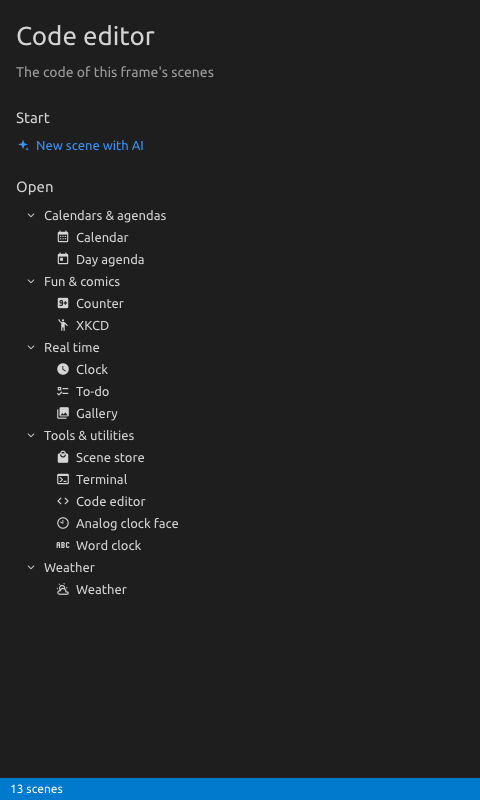 Code editor
The code of this frame's scenes
Start
New scene with AI
Open
Calendars & agendas
Calendar
Day agenda
Fun & comics
9+ Counter
XKCD
Real time
Clock
To-do
Gallery
Tools & utilities
Scene store
Terminal
Code editor
Analog clock face
ABC Word clock
Weather
Weather
13 scenes